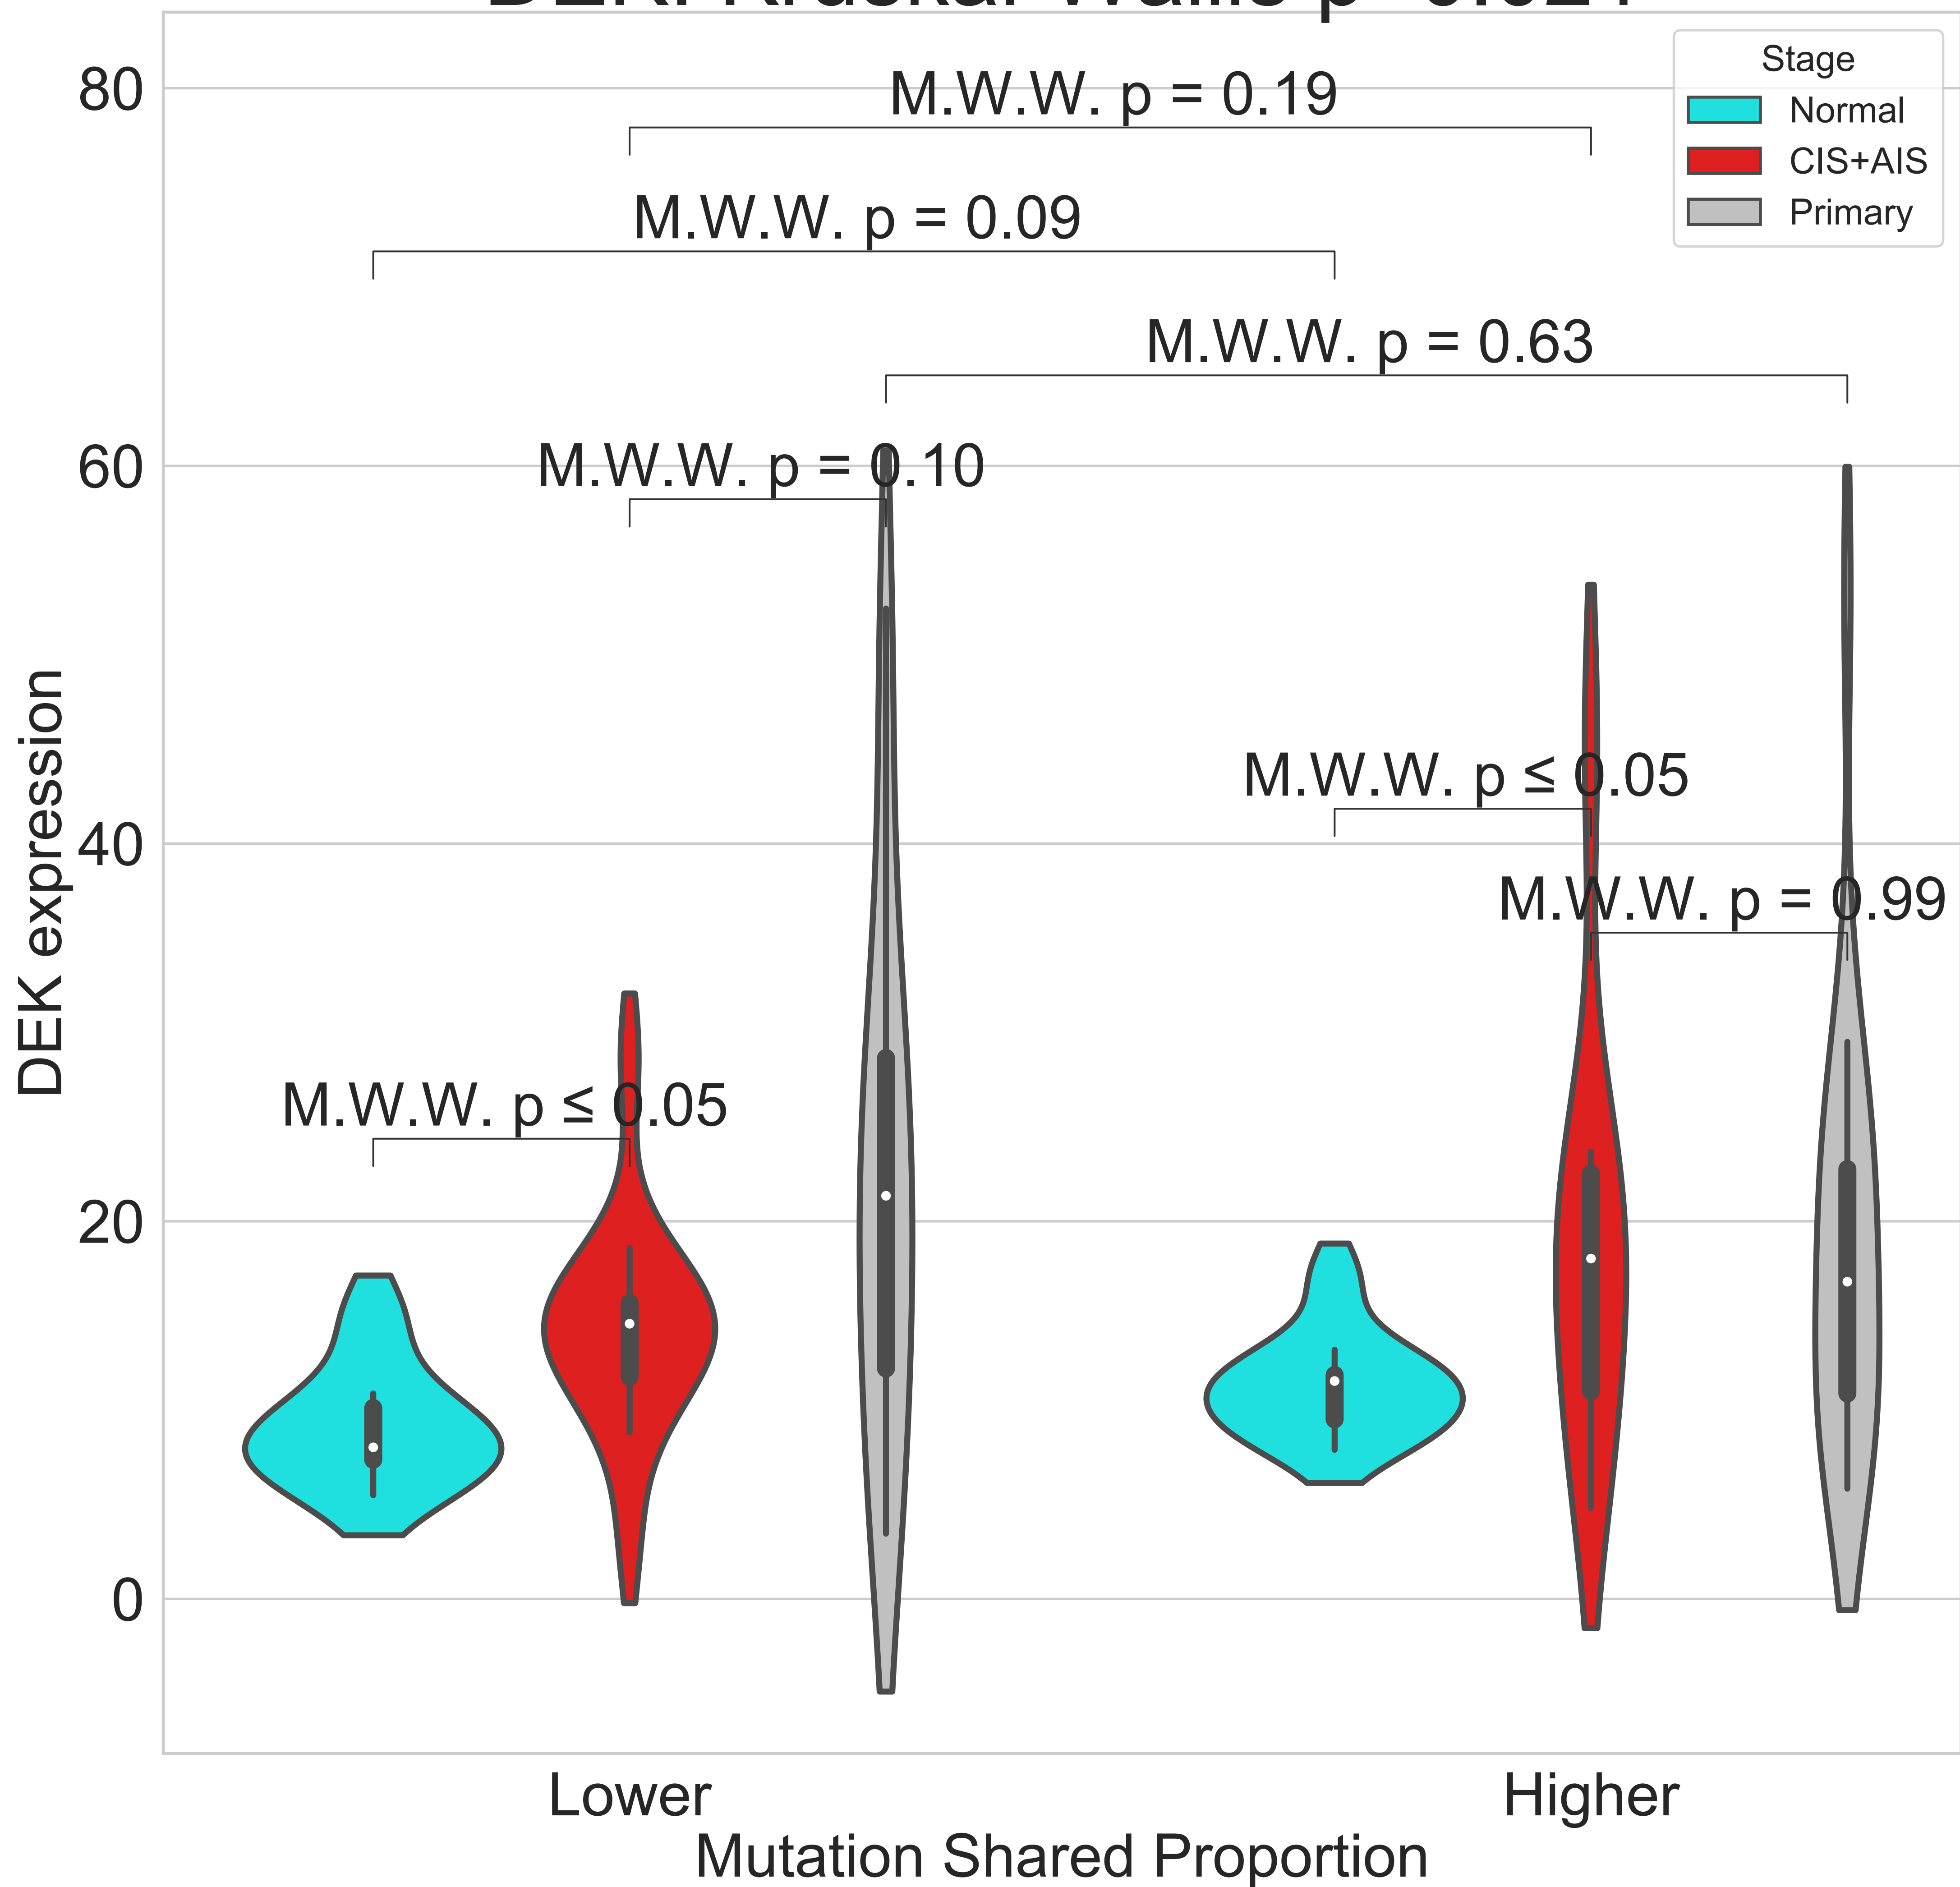 80
60
40
20
0
DEK expression
M.W.W. p = 0.19
M.W.W. p = 0.09
M.W.W. p = 0.63
M.W.W. p = 0.10
M.W.W. p ≤ 0.05
M.W.W. p = 0.99
M.W.W. p ≤ 0.05
Stage
Normal
CIS+AIS
Primary
Lower
Higher
Mutation Shared Proportion